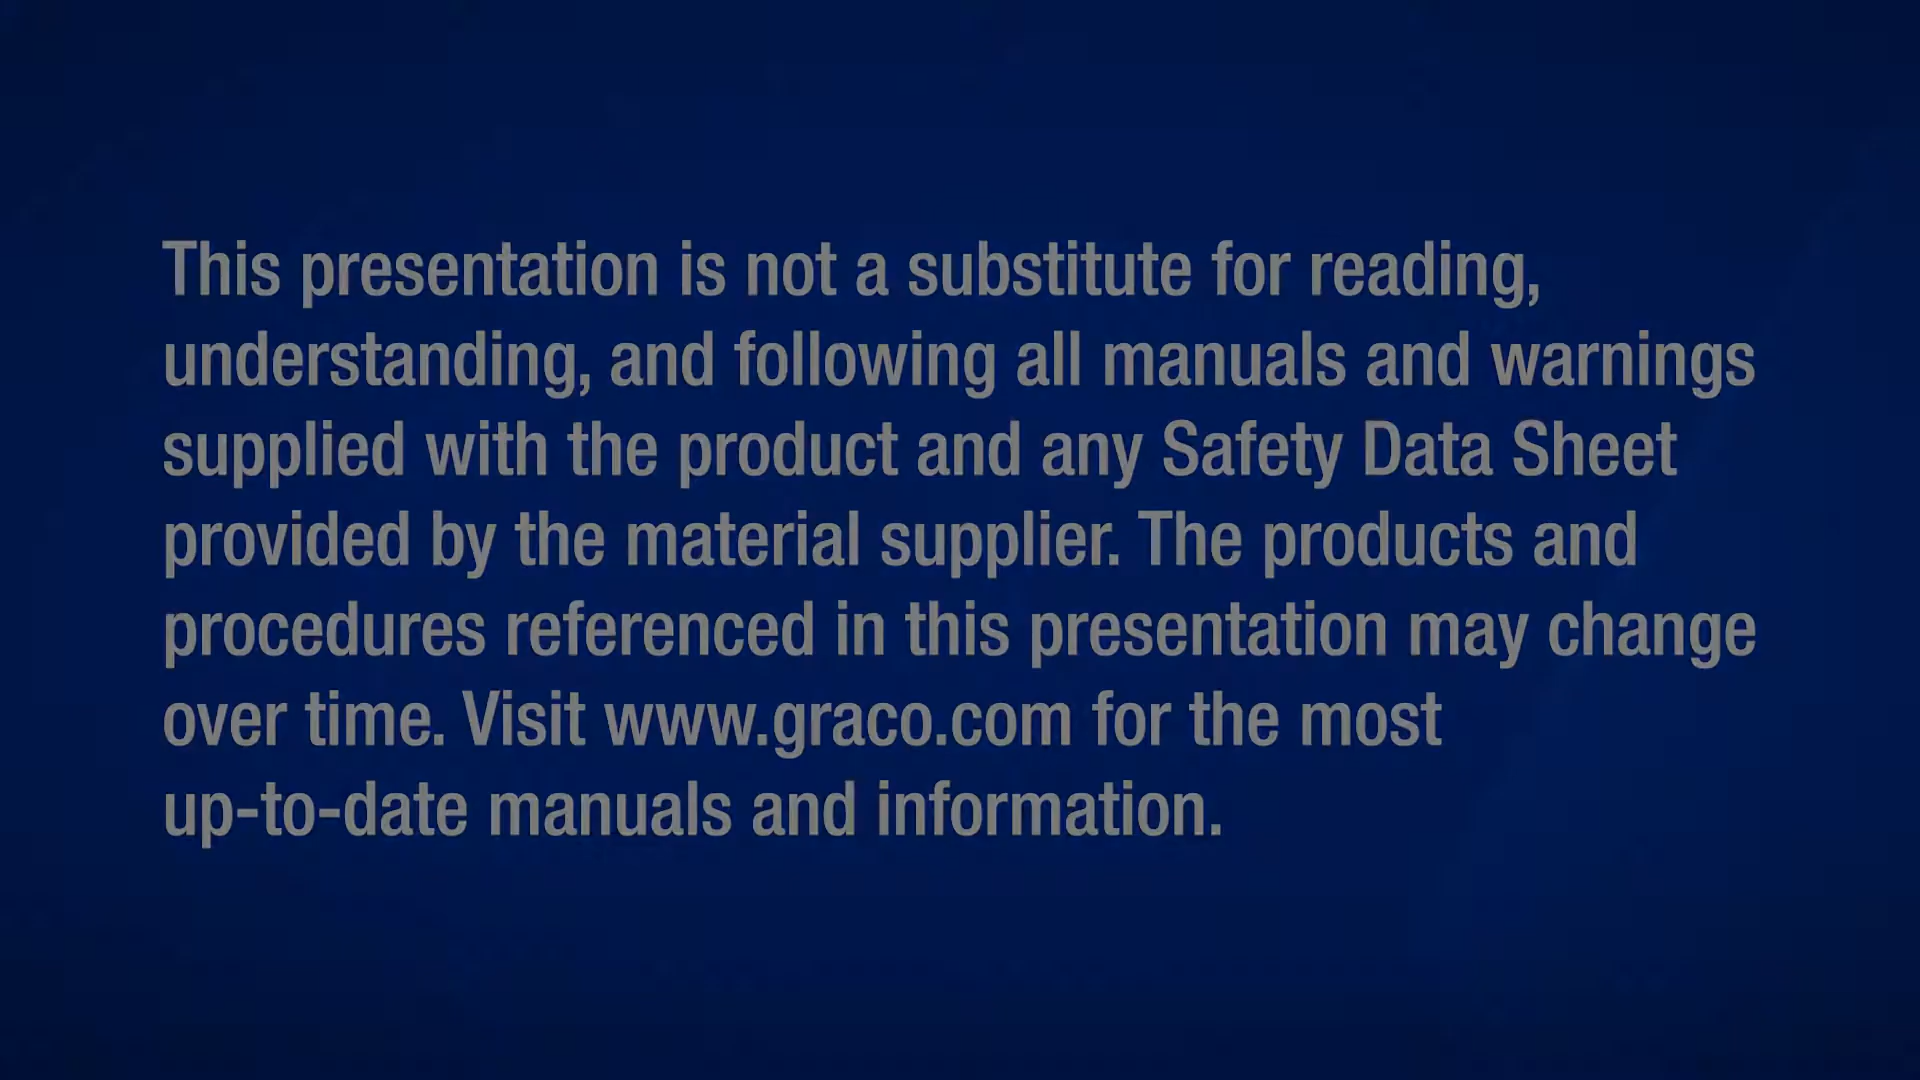 This presentation is not a substitute for reading,
understanding, and following all manuals and warnings
supplied with the product and any Safety Data Sheet
provided by the material supplier. The products and
procedures referenced in this presentation may change
over time. Visit www.graco.com for the most
up-to-date manuals and information.